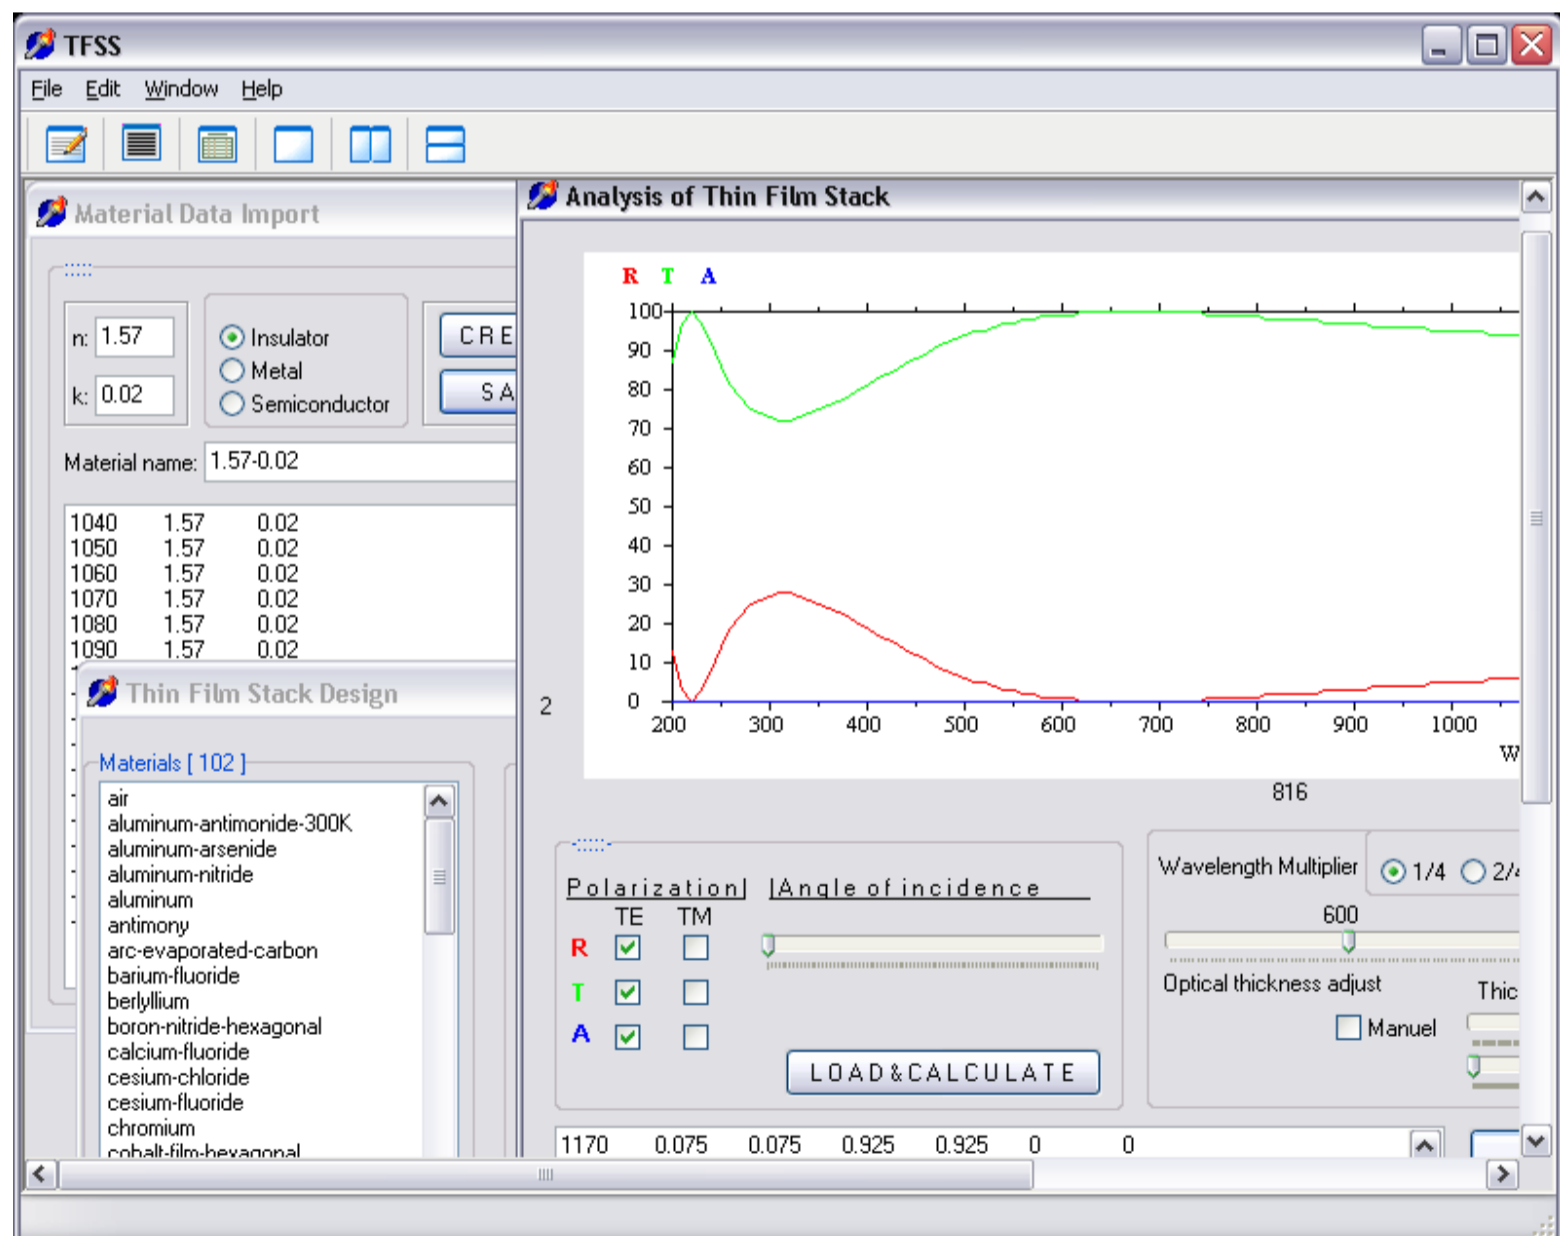 TFSS
File Edit Window Help
Material Data Import
n: 1.57
k: 0.02
Insulator
Metal
Semiconductor
CRE
SA
Material name: 1.57-0.02
1040 1.57 0.02
1050 1.57 0.02
1060 1.57 0.02
1070 1.57 0.02
1080 1.57 0.02
1090 1.57 0.02
Thin Film Stack Design
Materials [ 102 ]
air
aluminum-antimonide-300K
aluminum-arsenide
aluminum-nitride
aluminum
antimony
arc-evaporated-carbon
barium-fluoride
berlyllium
boron-nitride-hexagonal
calcium-fluoride
cesium-chloride
cesium-fluoride
chromium
cobalt-film-hexagonal
Analysis of Thin Film Stack
R T A
100
90
80
70
60
50
40
30
20
10
0
200 300 400 500 600 700 800 900 1000
W
2
816
Polarization Angle of incidence
TE TM
R
T
A
LOAD&CALCULATE
Wavelength Multiplier 1/4 2/4
600
Optical thickness adjust
Thic
Manuel
1170 0.075 0.075 0.925 0.925 0 0